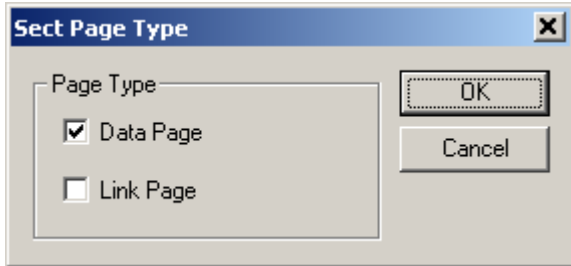 Sect Page Type
Page Type
Data Page
Link Page
OK
Cancel